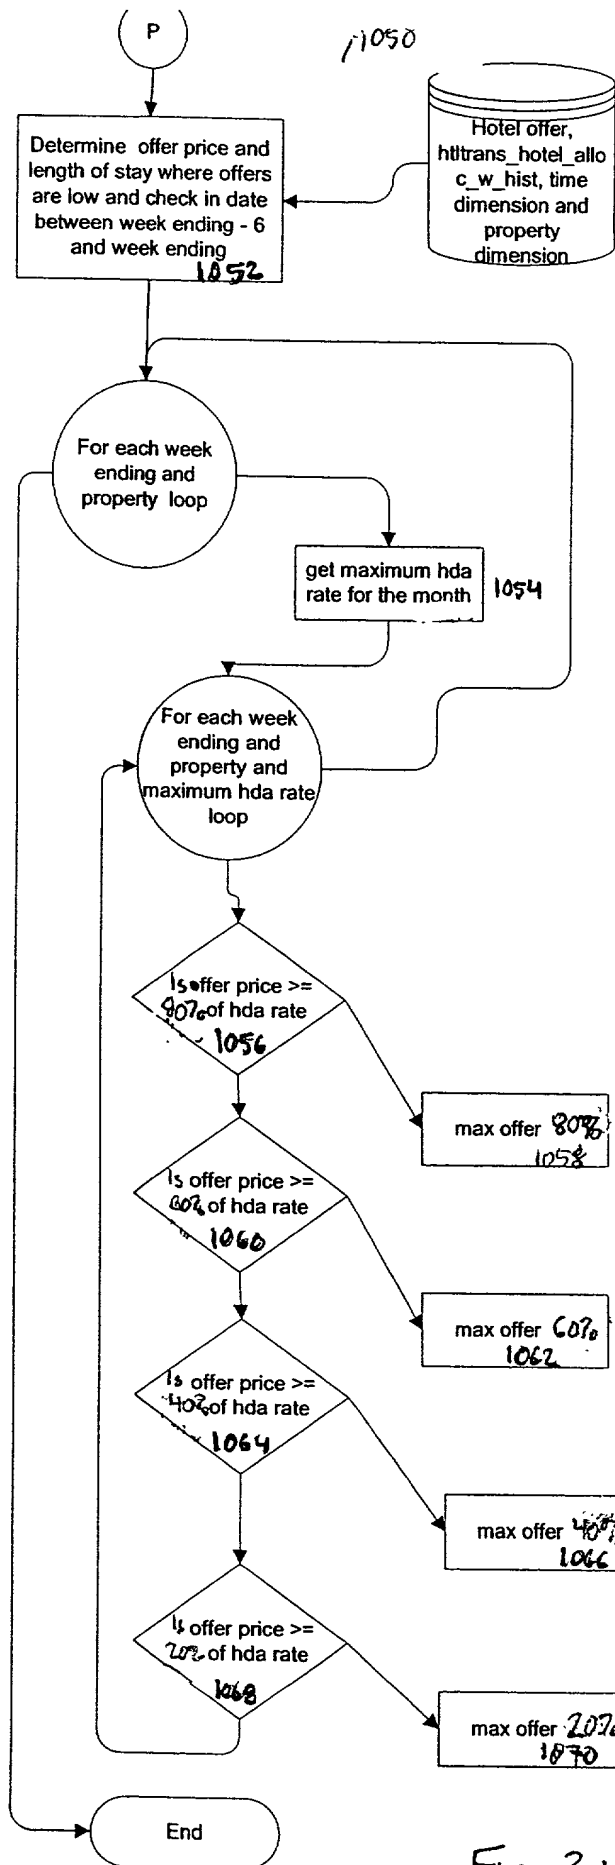 P
1050
Determine offer price and
length of stay where offers
are low and check in date
between week ending - 6
and week ending
1052
Hotel offer,
htltrans_hotel_allo
c_w_hist, time
dimension and
property
dimension
For each week
ending and
property loop
get maximum hda
rate for the month
1054
For each week
ending and
property and
maximum hda rate
loop
Is offer price >=
80% of hda rate
1056
max offer 80%
1058
Is offer price >=
60% of hda rate
1060
max offer 60%
1062
Is offer price >=
40% of hda rate
1064
max offer 40%
1066
Is offer price >=
20% of hda rate
1068
max offer 20%
1070
End